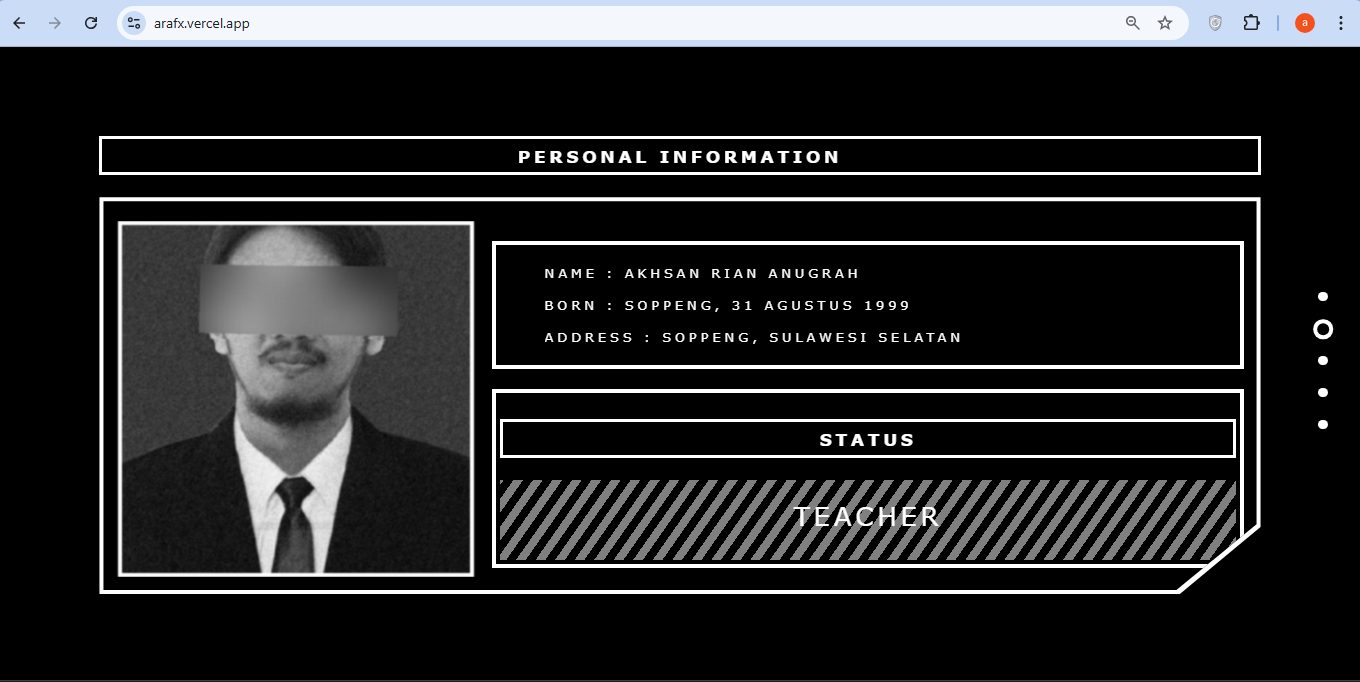 arafx.vercel.app
a
PERSONAL INFORMATION
NAME : AKHSAN RIAN ANUGRAH
BORN : SOPPENG, 31 AGUSTUS 1999
ADDRESS : SOPPENG, SULAWESI SELATAN
STATUS
TEACHER